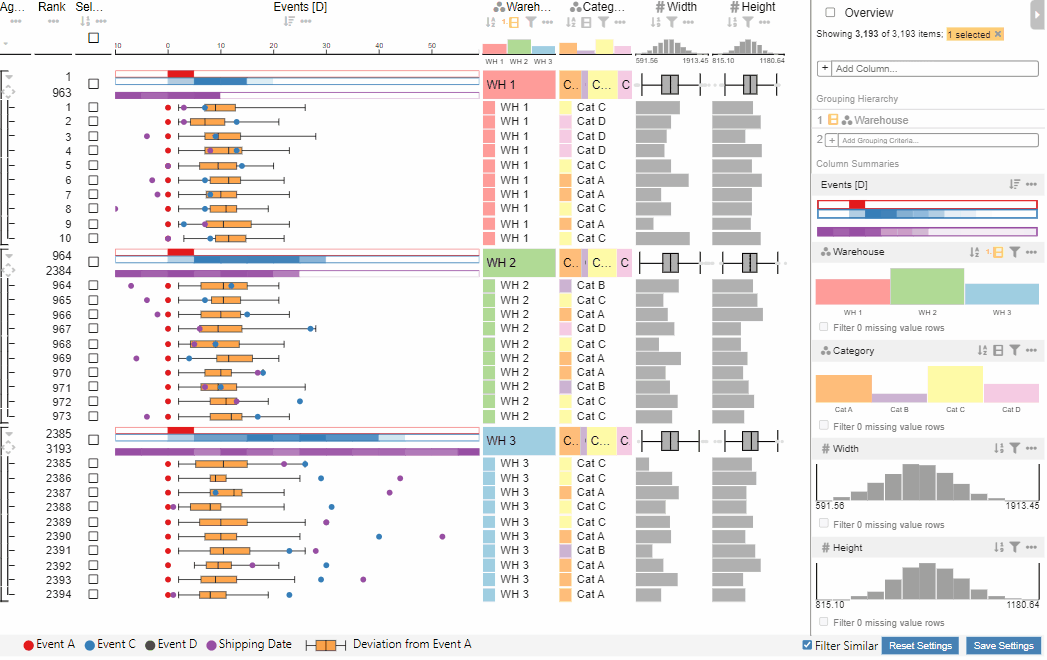 Ag... Rank Sel... Events [D] Wareh... Categ... # Width # Height
10 0 10 20 30 40 50 WH 1 WH 2 WH 3 591.56 1913.45 815.10 1180.64
1 WH 1 C... C... C
963
1 WH 1 Cat C
2 WH 1 Cat D
3 WH 1 Cat D
4 WH 1 Cat D
5 WH 1 Cat C
6 WH 1 Cat A
7 WH 1 Cat A
8 WH 1 Cat C
9 WH 1 Cat A
10 WH 1 Cat C
964 WH 2 C... C... C
2384
964 WH 2 Cat B
965 WH 2 Cat C
966 WH 2 Cat A
967 WH 2 Cat D
968 WH 2 Cat C
969 WH 2 Cat A
970 WH 2 Cat A
971 WH 2 Cat B
972 WH 2 Cat C
973 WH 2 Cat C
2385 WH 3 C... C... C
3193
2385 WH 3 Cat C
2386 WH 3 Cat C
2387 WH 3 Cat A
2388 WH 3 Cat C
2389 WH 3 Cat C
2390 WH 3 Cat A
2391 WH 3 Cat B
2392 WH 3 Cat A
2393 WH 3 Cat A
2394 WH 3 Cat A
Event A Event C Event D Shipping Date Deviation from Event A
Overview
Showing 3,193 of 3,193 items; 1 selected ×
+ Add Column...
Grouping Hierarchy
1 Warehouse
2 + Add Grouping Criteria...
Column Summaries
Events [D]
Warehouse
WH 1 WH 2 WH 3
Filter 0 missing value rows
Category
Cat A Cat B Cat C Cat D
Filter 0 missing value rows
# Width
591.56 1913.45
Filter 0 missing value rows
# Height
815.10 1180.64
Filter 0 missing value rows
Filter Similar Reset Settings Save Settings